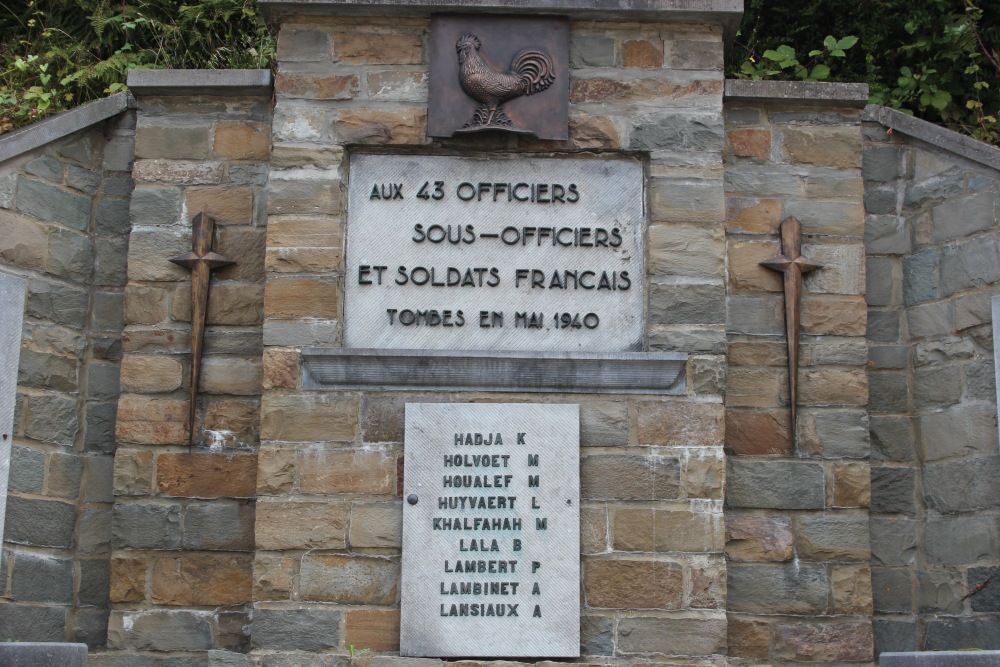 AUX 43 OFFICIERS
SOUS-OFFICIERS
ET SOLDATS FRANCAIS
TOMBES EN MAI 1940
HADJA K
HOLVOET M
HOUALEF M
HUYVAERT L
KHALFAHAH M
LALA B
LAMBERT P
LAMBINET A
LANSIAUX A